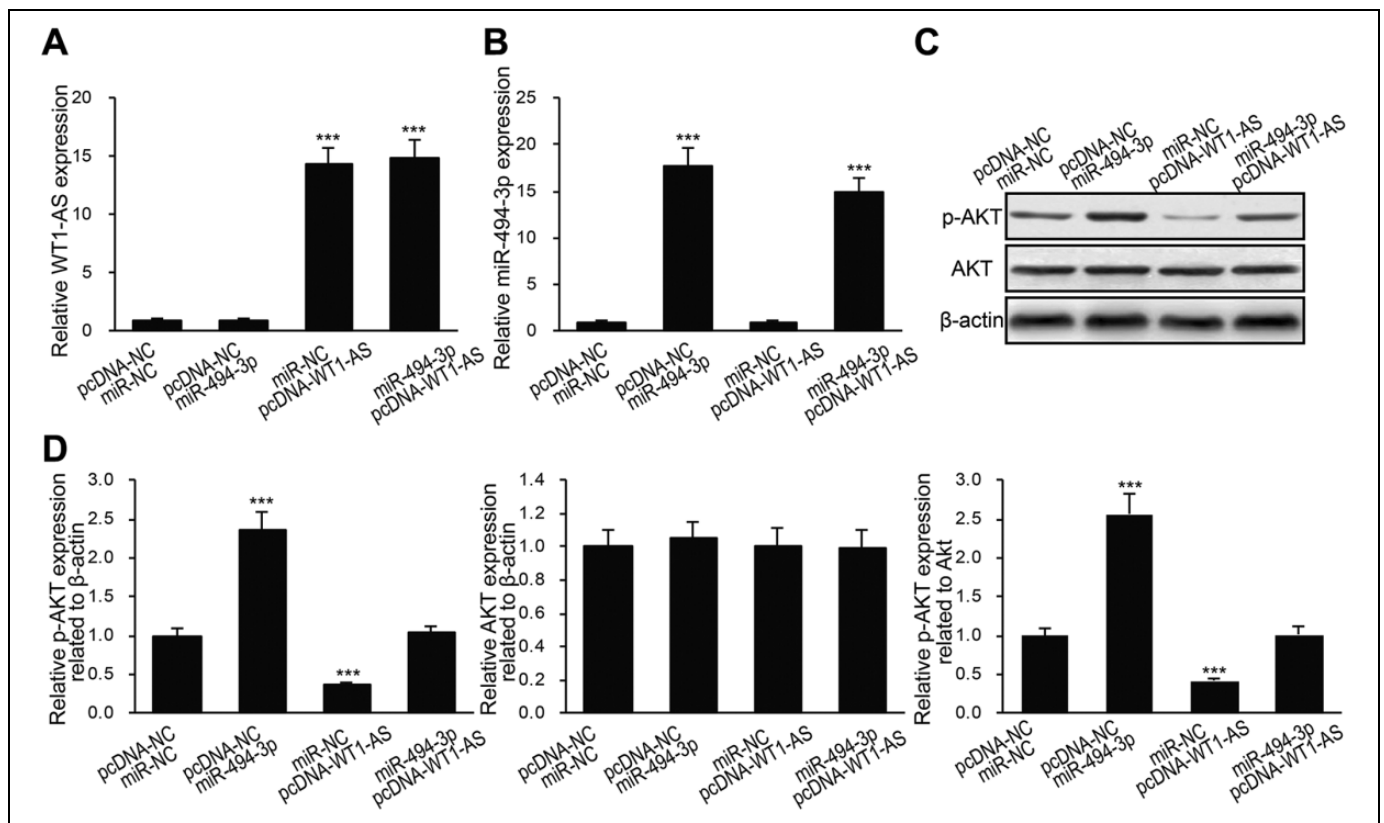 A
Relative WT1-AS expression
20
15
10
5
0
***
***
pcDNA-NC
miR-NC
pcDNA-NC
miR-494-3p
miR-NC
pcDNA-WT1-AS
miR-494-3p
pcDNA-WT1-AS
B
Relative miR-494-3p expression
25
20
15
10
5
0
***
***
pcDNA-NC
miR-NC
pcDNA-NC
miR-494-3p
miR-NC
pcDNA-WT1-AS
miR-494-3p
pcDNA-WT1-AS
C
pcDNA-NC
miR-NC
pcDNA-NC
miR-494-3p
miR-NC
pcDNA-WT1-AS
miR-494-3p
pcDNA-WT1-AS
p-AKT
AKT
β-actin
D
Relative p-AKT expression
related to β-actin
3.0
2.5
2.0
1.5
1.0
0.5
0.0
***
***
pcDNA-NC
miR-NC
pcDNA-NC
miR-494-3p
miR-NC
pcDNA-WT1-AS
miR-494-3p
pcDNA-WT1-AS
Relative AKT expression
related to β-actin
1.4
1.2
1.0
0.8
0.6
0.4
0.2
0.0
pcDNA-NC
miR-NC
pcDNA-NC
miR-494-3p
miR-NC
pcDNA-WT1-AS
miR-494-3p
pcDNA-WT1-AS
Relative p-AKT expression
related to Akt
3.0
2.5
2.0
1.5
1.0
0.5
0.0
***
***
pcDNA-NC
miR-NC
pcDNA-NC
miR-494-3p
miR-NC
pcDNA-WT1-AS
miR-494-3p
pcDNA-WT1-AS